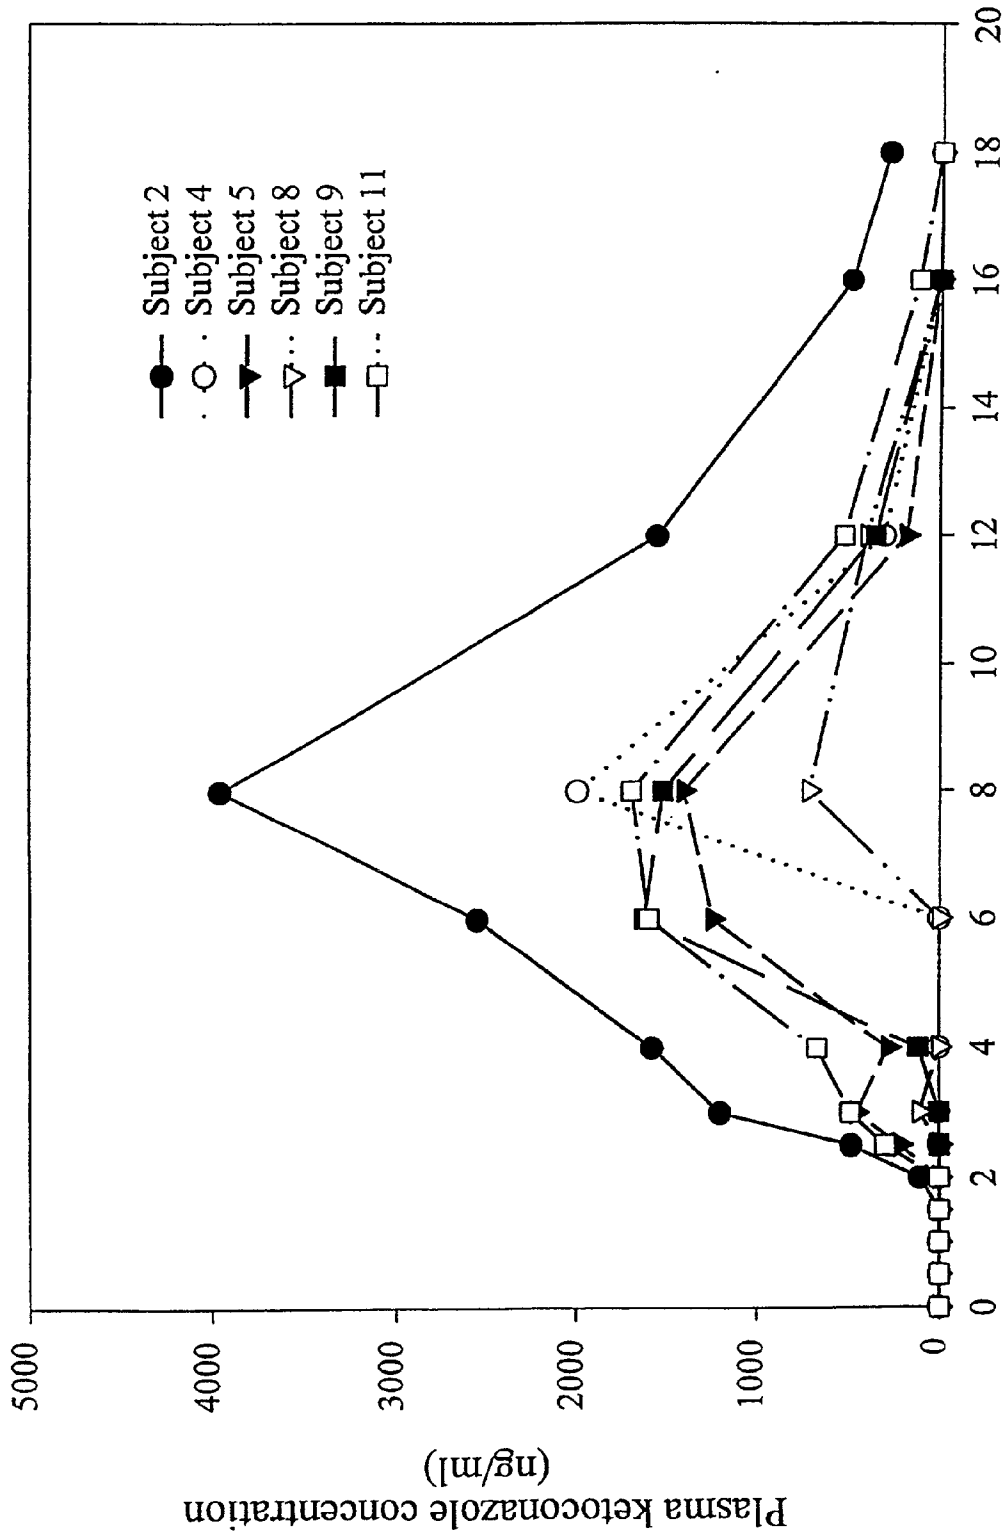 Plasma ketoconazole concentration
(ng/ml)
5000
4000
3000
2000
1000
0
Subject 2
Subject 4
Subject 5
Subject 8
Subject 9
Subject 11
0 2 4 6 8 10 12 14 16 18 20